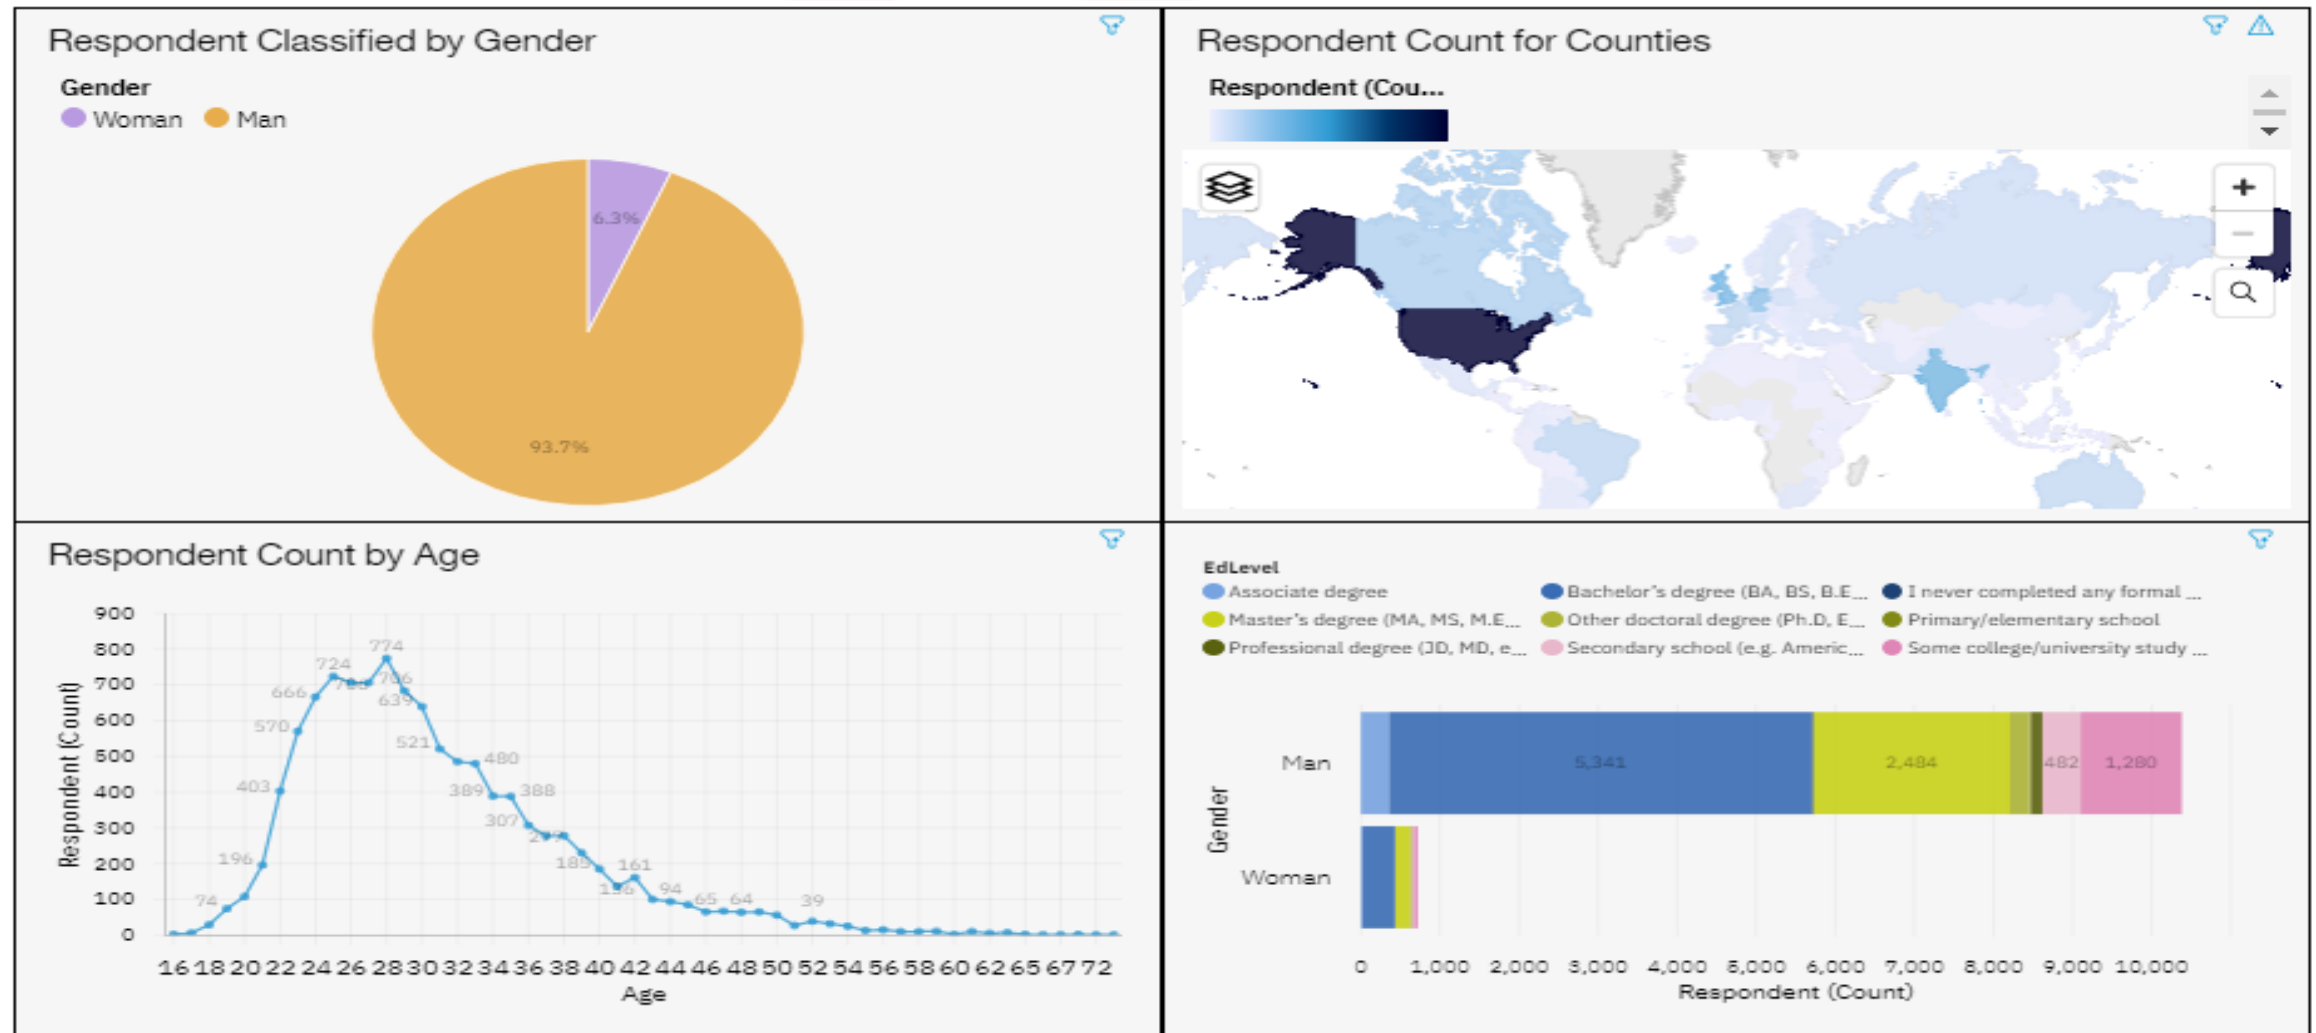 Respondent Classified by Gender
Gender
Woman Man
6.3%
93.7%
Respondent Count for Counties
Respondent (Cou...
Respondent Count by Age
Respondent (Count)
900
800
700
600
500
400
300
200
100
0
74
196
403
570
666
724
774
706
639
521
480
389
388
307
185
161
94
65
64
39
16 18 20 22 24 26 28 30 32 34 36 38 40 42 44 46 48 50 52 54 56 58 60 62 65 67 72
Age
EdLevel
Associate degree Bachelor's degree (BA, BS, B.E... I never completed any formal ...
Master's degree (MA, MS, M.E... Other doctoral degree (Ph.D, E... Primary/elementary school
Professional degree (JD, MD, e... Secondary school (e.g. Americ... Some college/university study ...
Gender
Man
5,341 2,484 482 1,280
Woman
0 1,000 2,000 3,000 4,000 5,000 6,000 7,000 8,000 9,000 10,000
Respondent (Count)